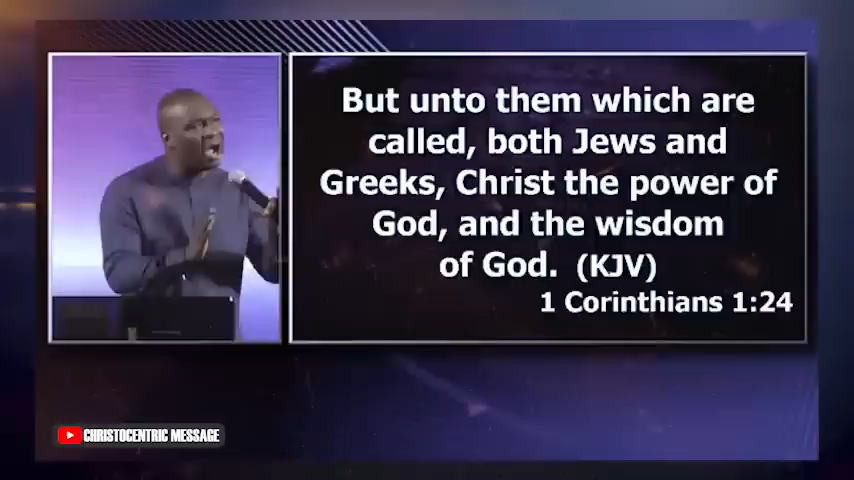 But unto them which are
called, both Jews and
Greeks, Christ the power of
God, and the wisdom
of God. (KJV)
1 Corinthians 1:24
CHRISTOCENTRIC MESSAGE